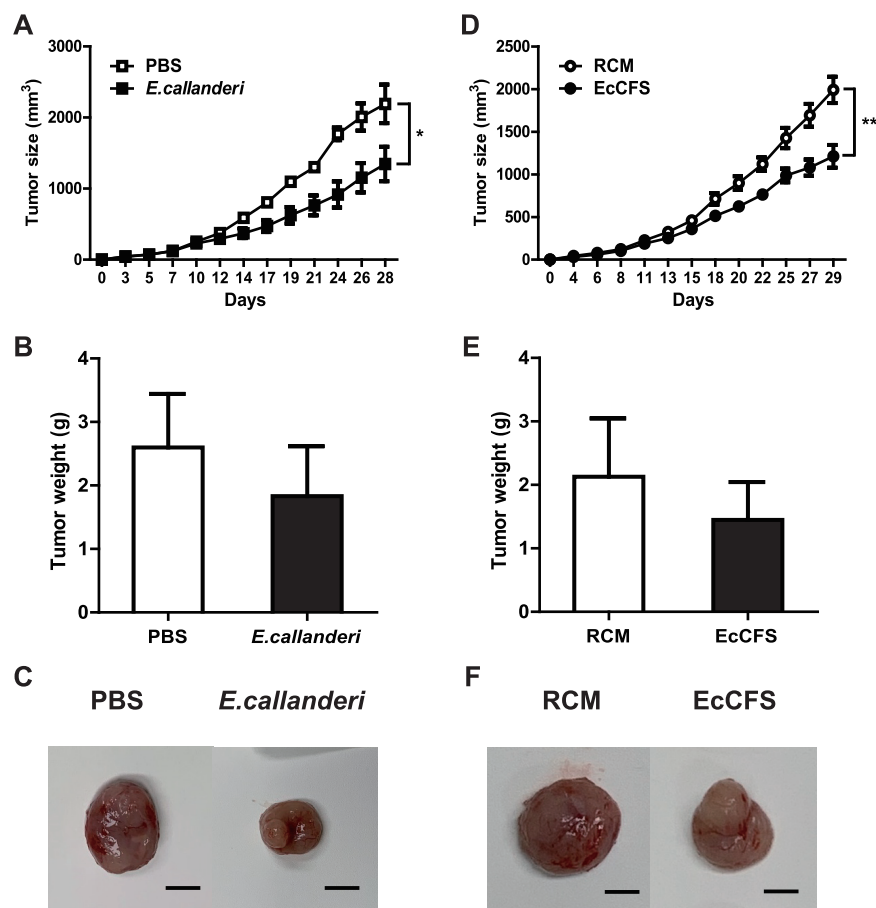 A
Tumor size (mm³)
3000
2000
1000
0
PBS
E.callanderi
*
0 3 5 7 10 12 14 17 19 21 24 26 28
Days
D
Tumor size (mm³)
2500
2000
1500
1000
500
0
RCM
EcCFS
**
0 4 6 8 11 13 15 18 20 22 25 27 29
Days
B
Tumor weight (g)
4
3
2
1
0
PBS E.callanderi
E
Tumor weight (g)
4
3
2
1
0
RCM EcCFS
C
PBS E.callanderi
F
RCM EcCFS